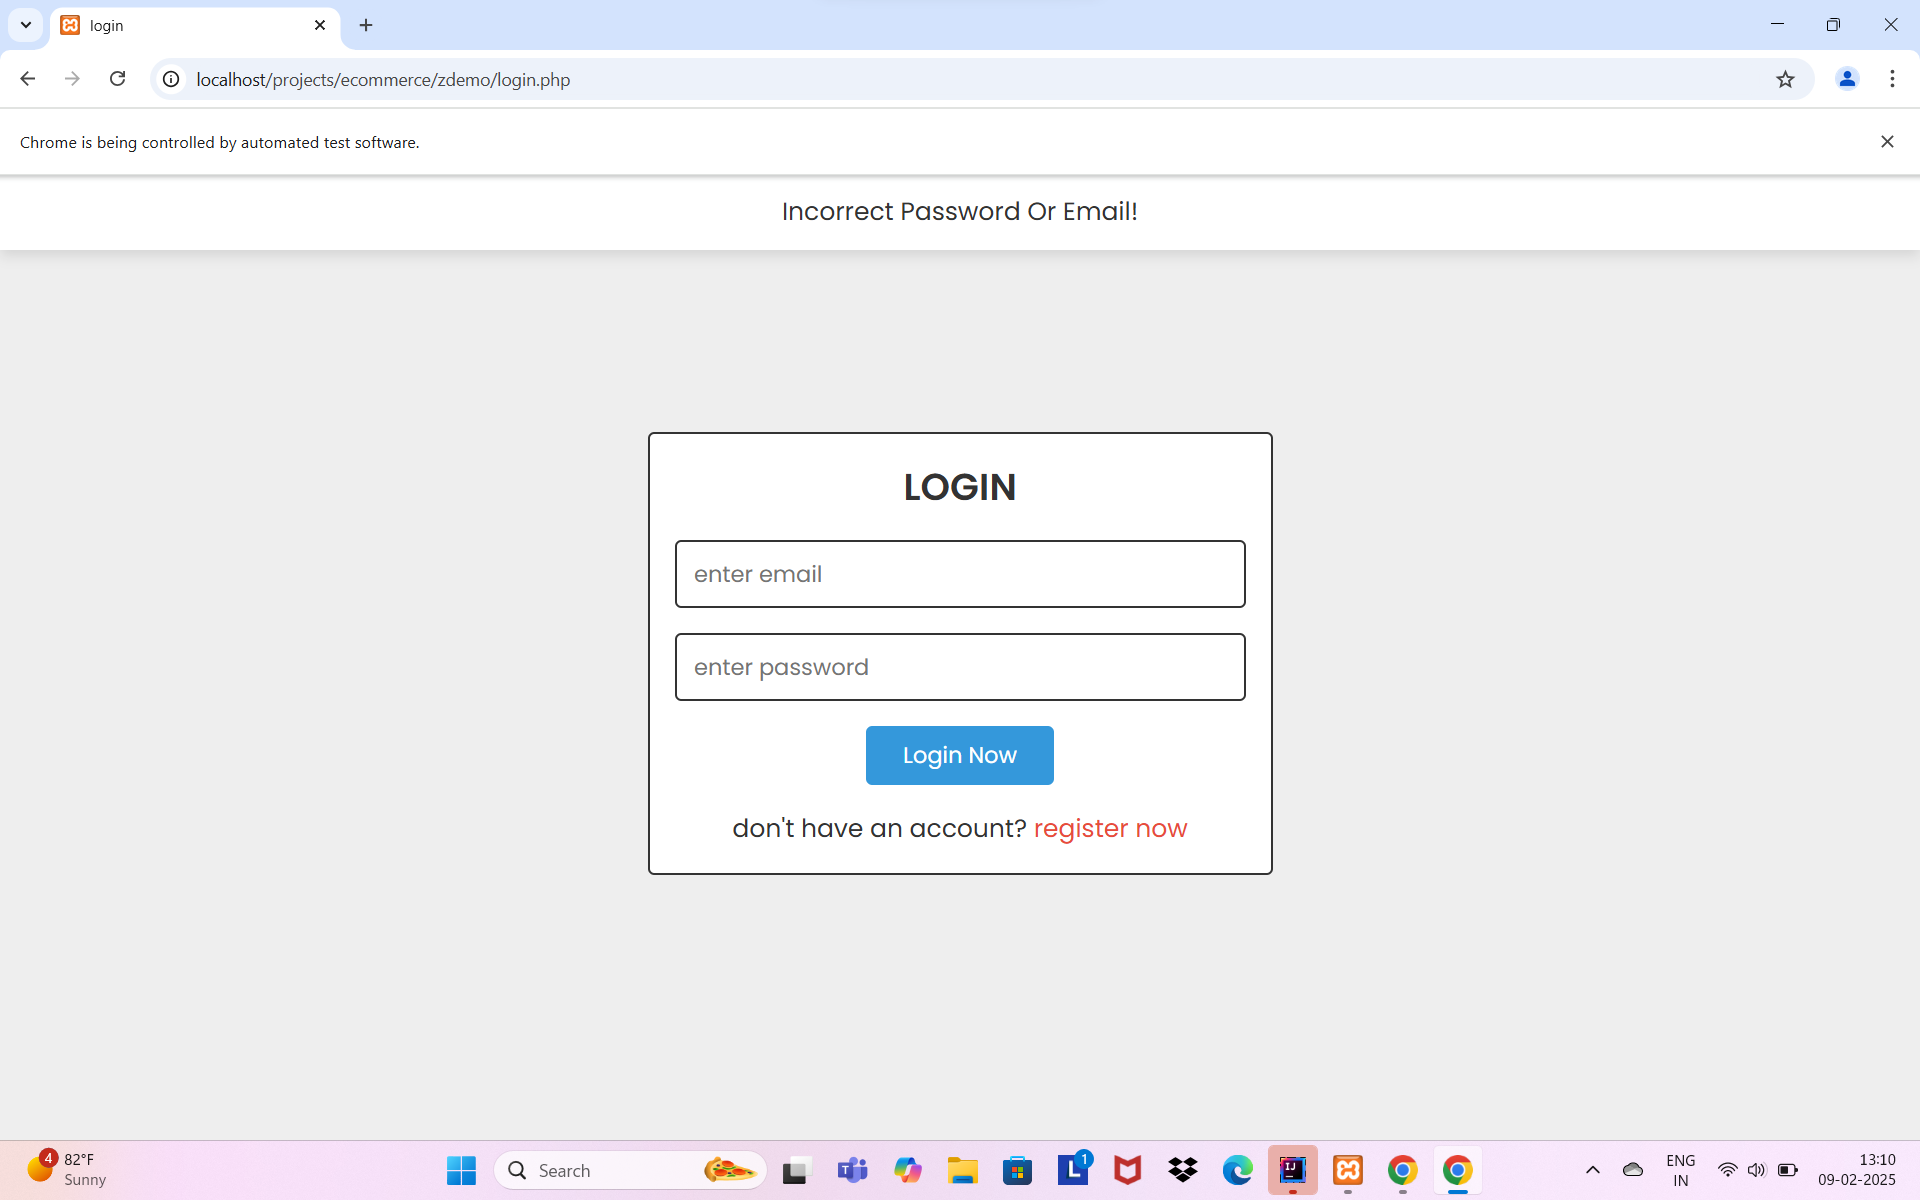 login
localhost/projects/ecommerce/zdemo/login.php
Chrome is being controlled by automated test software.
Incorrect Password Or Email!
LOGIN
enter email
enter password
Login Now
don't have an account? register now
4
82°F
Sunny
Search
L
1
IJ
ENG
IN
13:10
09-02-2025